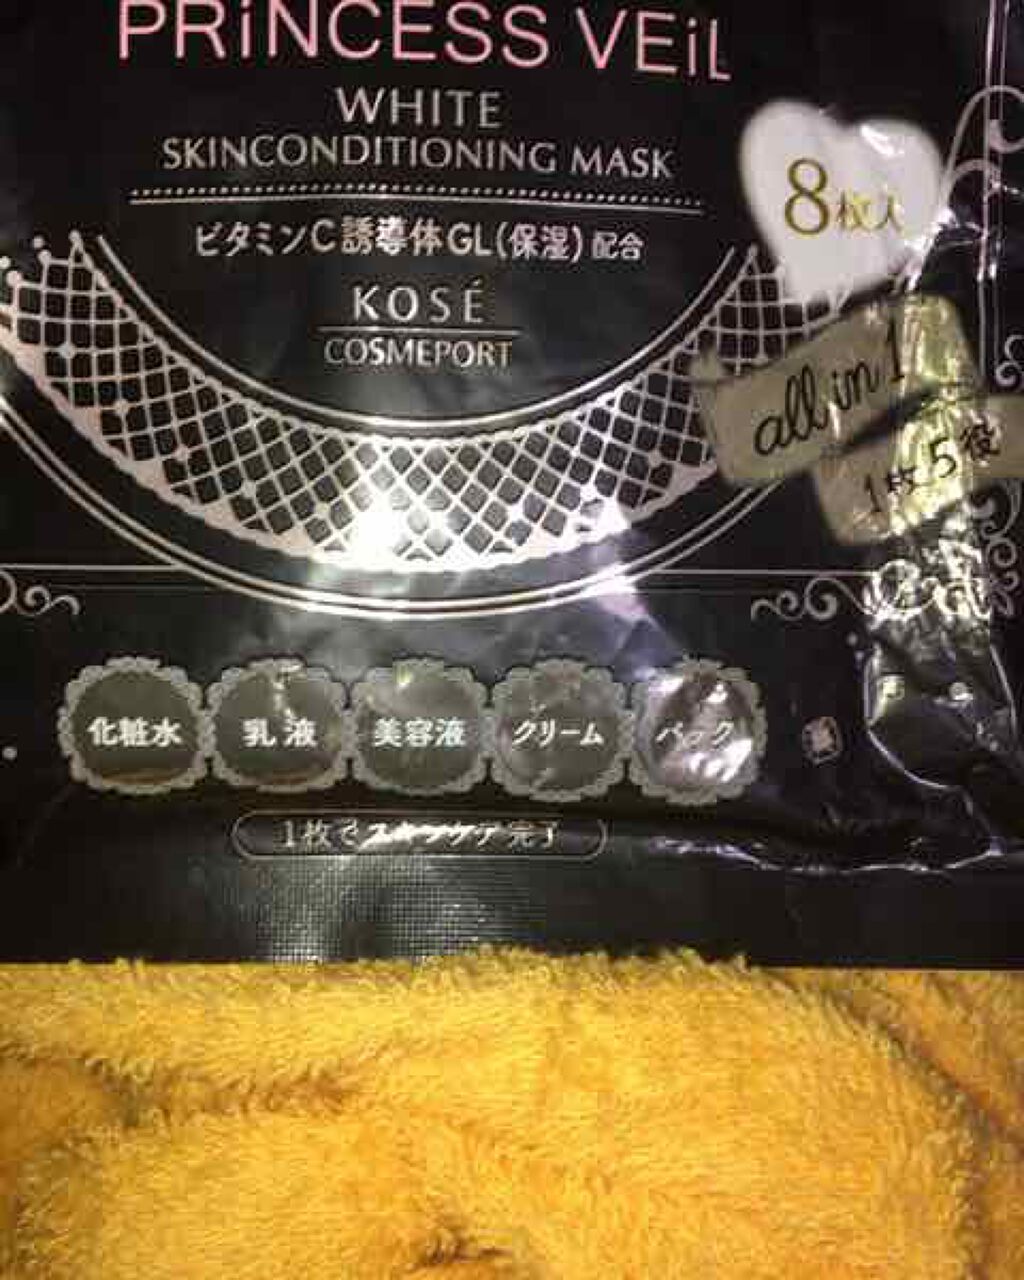 PRiNCESS VEiL
WHITE
SKINCONDITIONING MASK
ビタミンC誘導体GL(保湿)配合
KOSÉ
COSMEPORT
8枚入
all in 1
1枚5役
化粧水
乳液
美容液
クリーム
パック
1枚でスキンケア完了